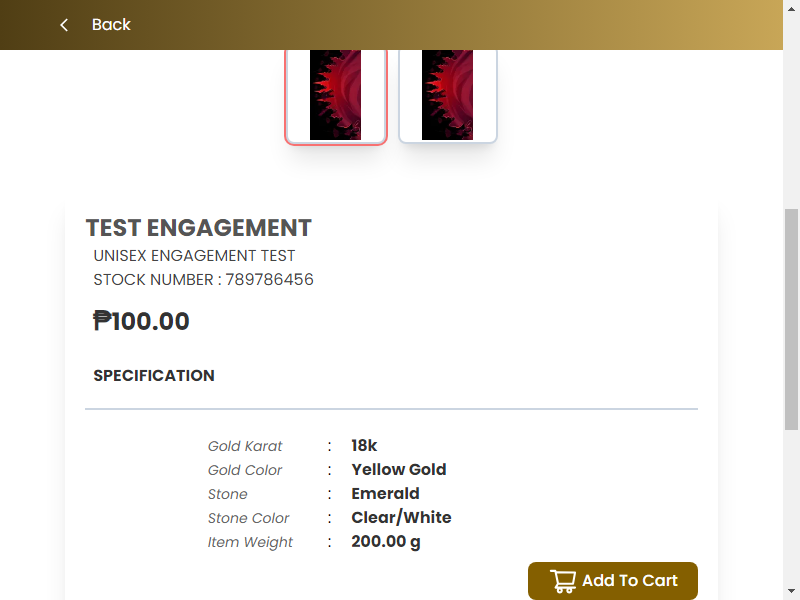 Back
TEST ENGAGEMENT
UNISEX ENGAGEMENT TEST
STOCK NUMBER : 789786456
₱100.00
SPECIFICATION
Gold Karat : 18k
Gold Color : Yellow Gold
Stone : Emerald
Stone Color : Clear/White
Item Weight : 200.00 g
Add To Cart